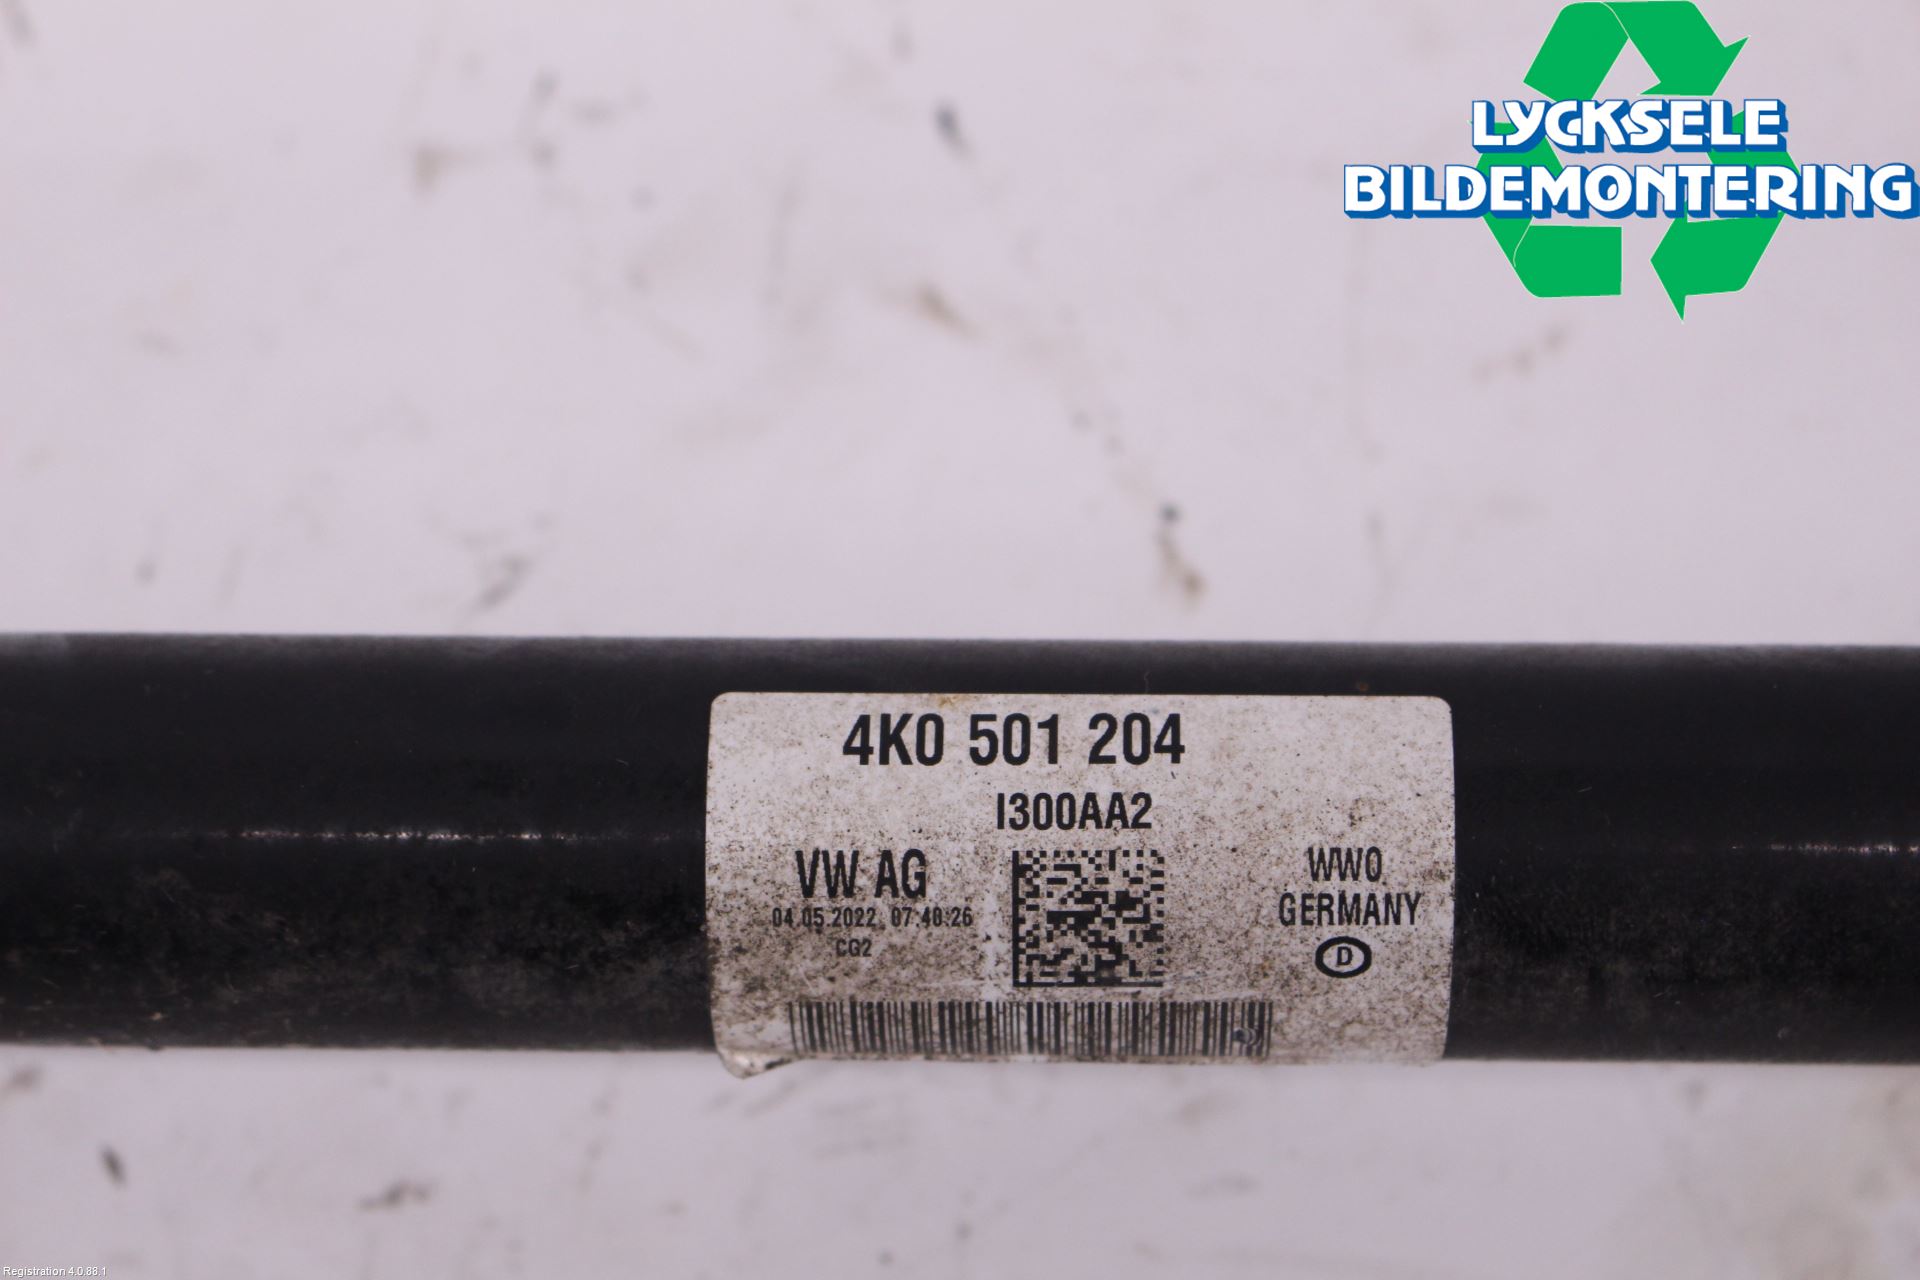 LYCKSELE
BILDEMONTERING
4K0 501 204
I300AA2
VW AG
WWO
04.05.2022 07:40:26
GERMANY
CG2
D
Registration 4.0.88.1